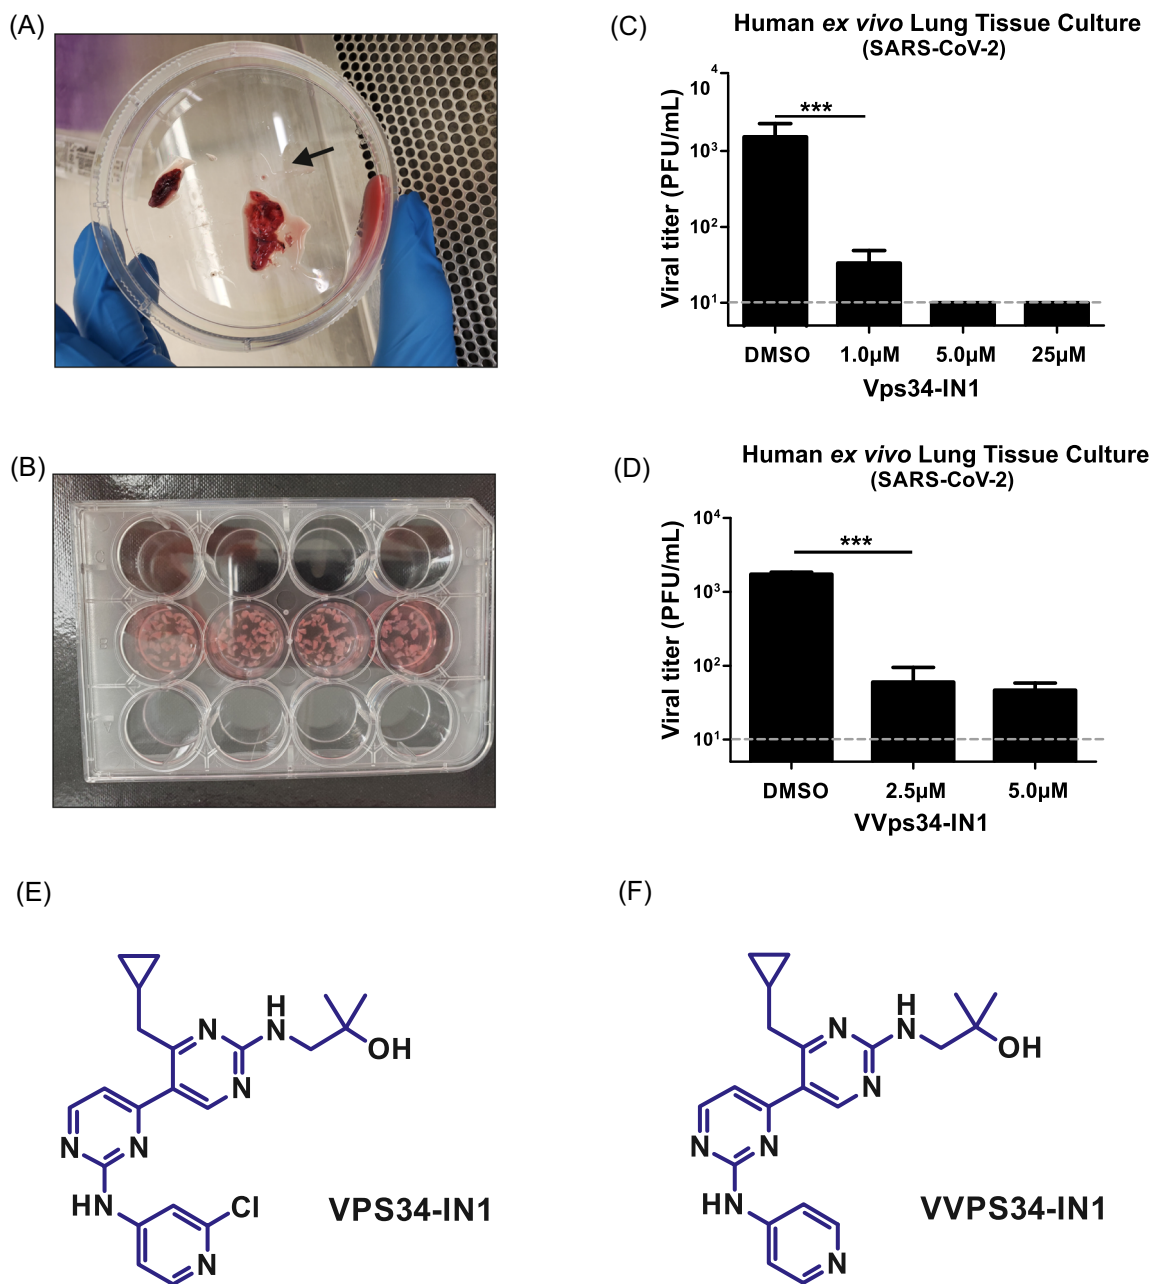 (A)
(C)
Human ex vivo Lung Tissue Culture
(SARS-CoV-2)
Viral titer (PFU/mL)
10⁴
10³
10²
10¹
***
DMSO
1.0µM
5.0µM
25µM
Vps34-IN1
(B)
(D)
Human ex vivo Lung Tissue Culture
(SARS-CoV-2)
Viral titer (PFU/mL)
10⁴
10³
10²
10¹
***
DMSO
2.5µM
5.0µM
VVps34-IN1
(E)
N
N
H
N
OH
N
N
HN
Cl
N
VPS34-IN1
(F)
N
N
H
N
OH
N
N
HN
N
VVPS34-IN1